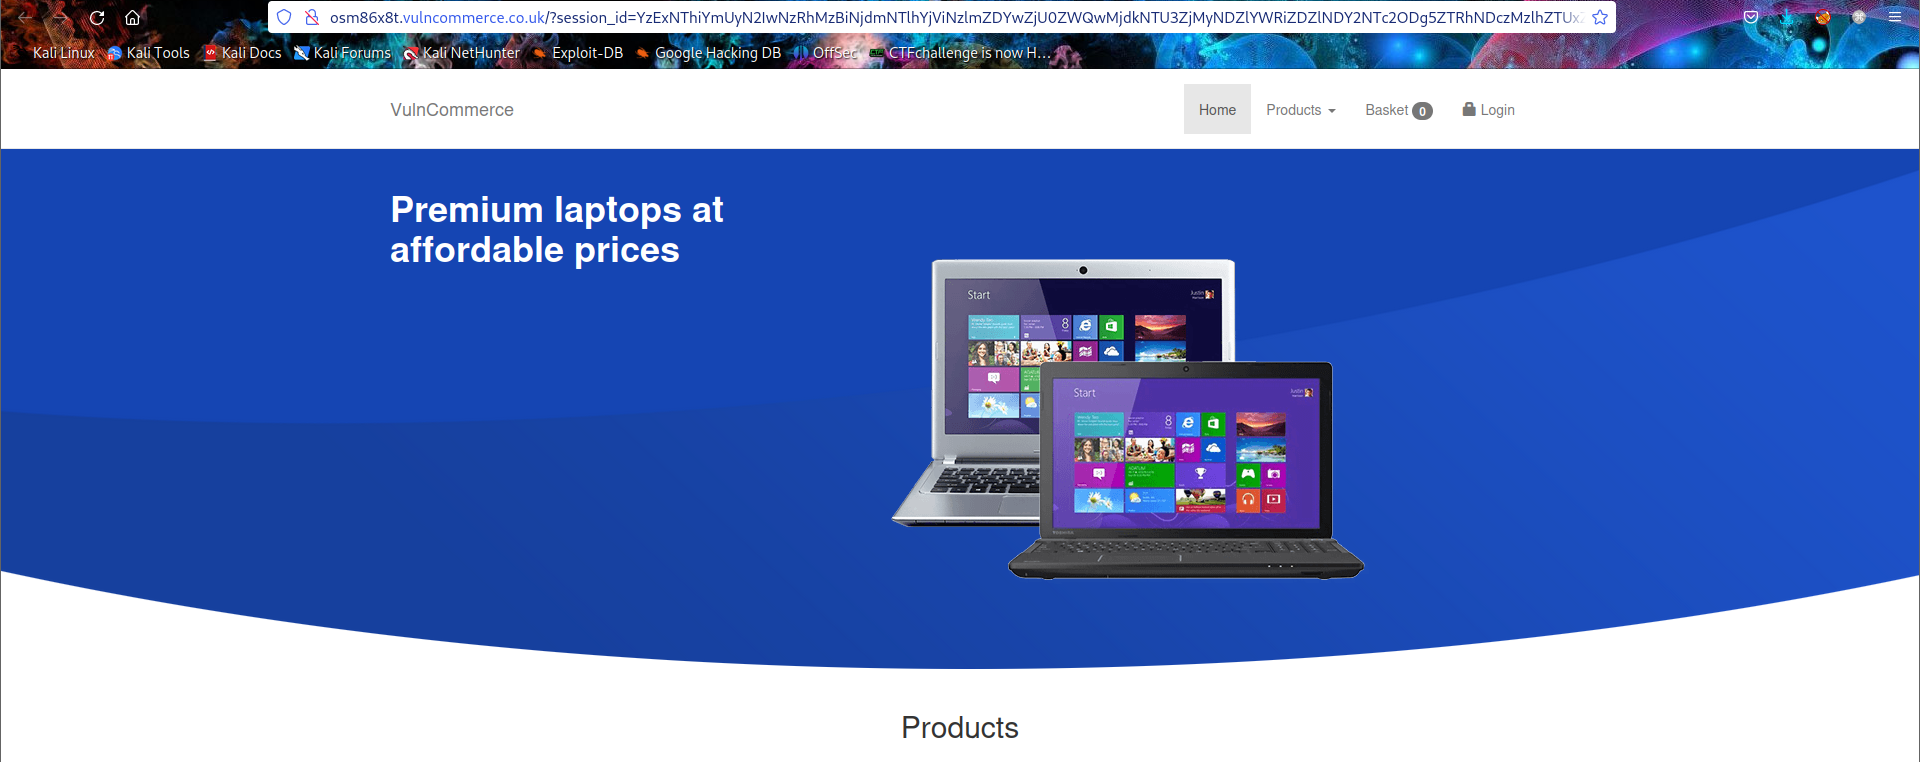 osm86x8t.vulncommerce.co.uk/?session_id=YzExNThiYmUyN2IwNzRhMzBiNjdmNTlhYjViNzlmZDYwZjU0ZWQwMjdkNTU3ZjMyNDZlYWRiZDZlNDY2NTc2ODg5ZTRhNDczMzlhZTUx
Kali Linux Kali Tools Kali Docs Kali Forums Kali NetHunter Exploit-DB Google Hacking DB OffSec CTFchallenge is now H…
VulnCommerce Home Products Basket 0 Login
Premium laptops at
affordable prices
Start
Start
Products